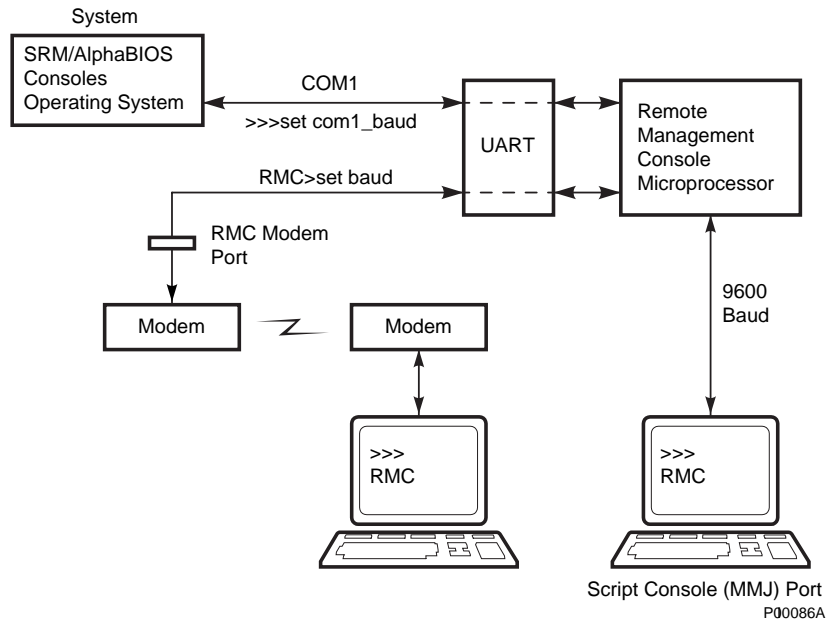 System
SRM/AlphaBIOS
Consoles
Operating System
COM1
>>>set com1_baud
UART
Remote
Management
Console
Microprocessor
RMC>set baud
RMC Modem
Port
9600
Baud
Modem
Modem
>>>
RMC
>>>
RMC
Script Console (MMJ) Port